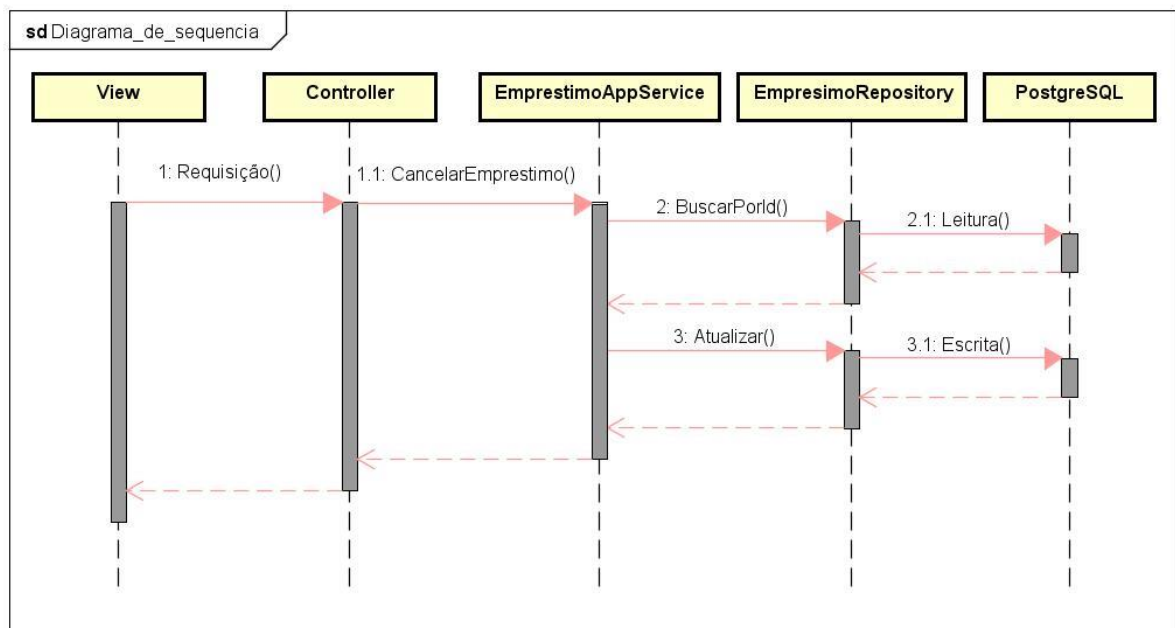 sd Diagrama_de_sequencia
View
Controller
EmprestimoAppService
EmpresimoRepository
PostgreSQL
1: Requisição()
1.1: CancelarEmprestimo()
2: BuscarPorId()
2.1: Leitura()
3: Atualizar()
3.1: Escrita()